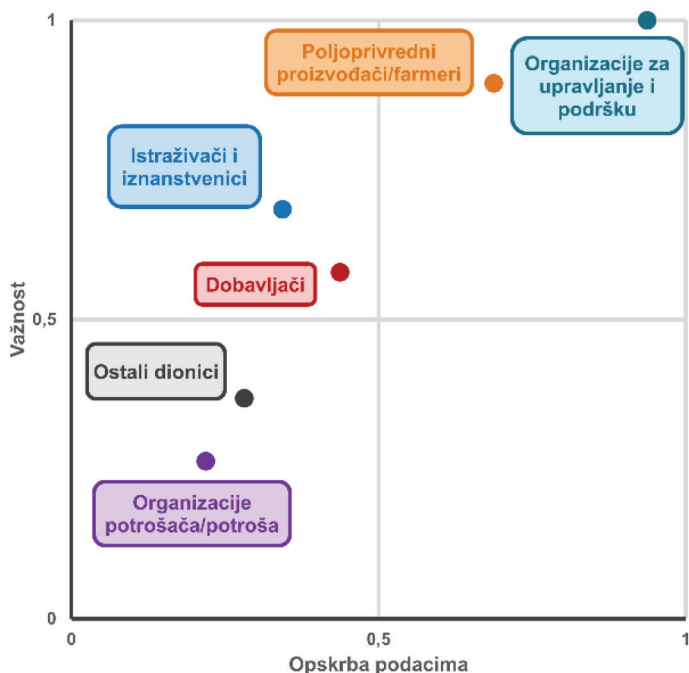 1
Poljoprivredni
proizvođači/farmeri
Organizacije za
upravljanje i
podršku
Istraživači i
iznanstvenici
Dobavljači
Važnost
0,5
Ostali dionici
Organizacije
potrošača/potroša
0
0
0,5
1
Opskrba podacima